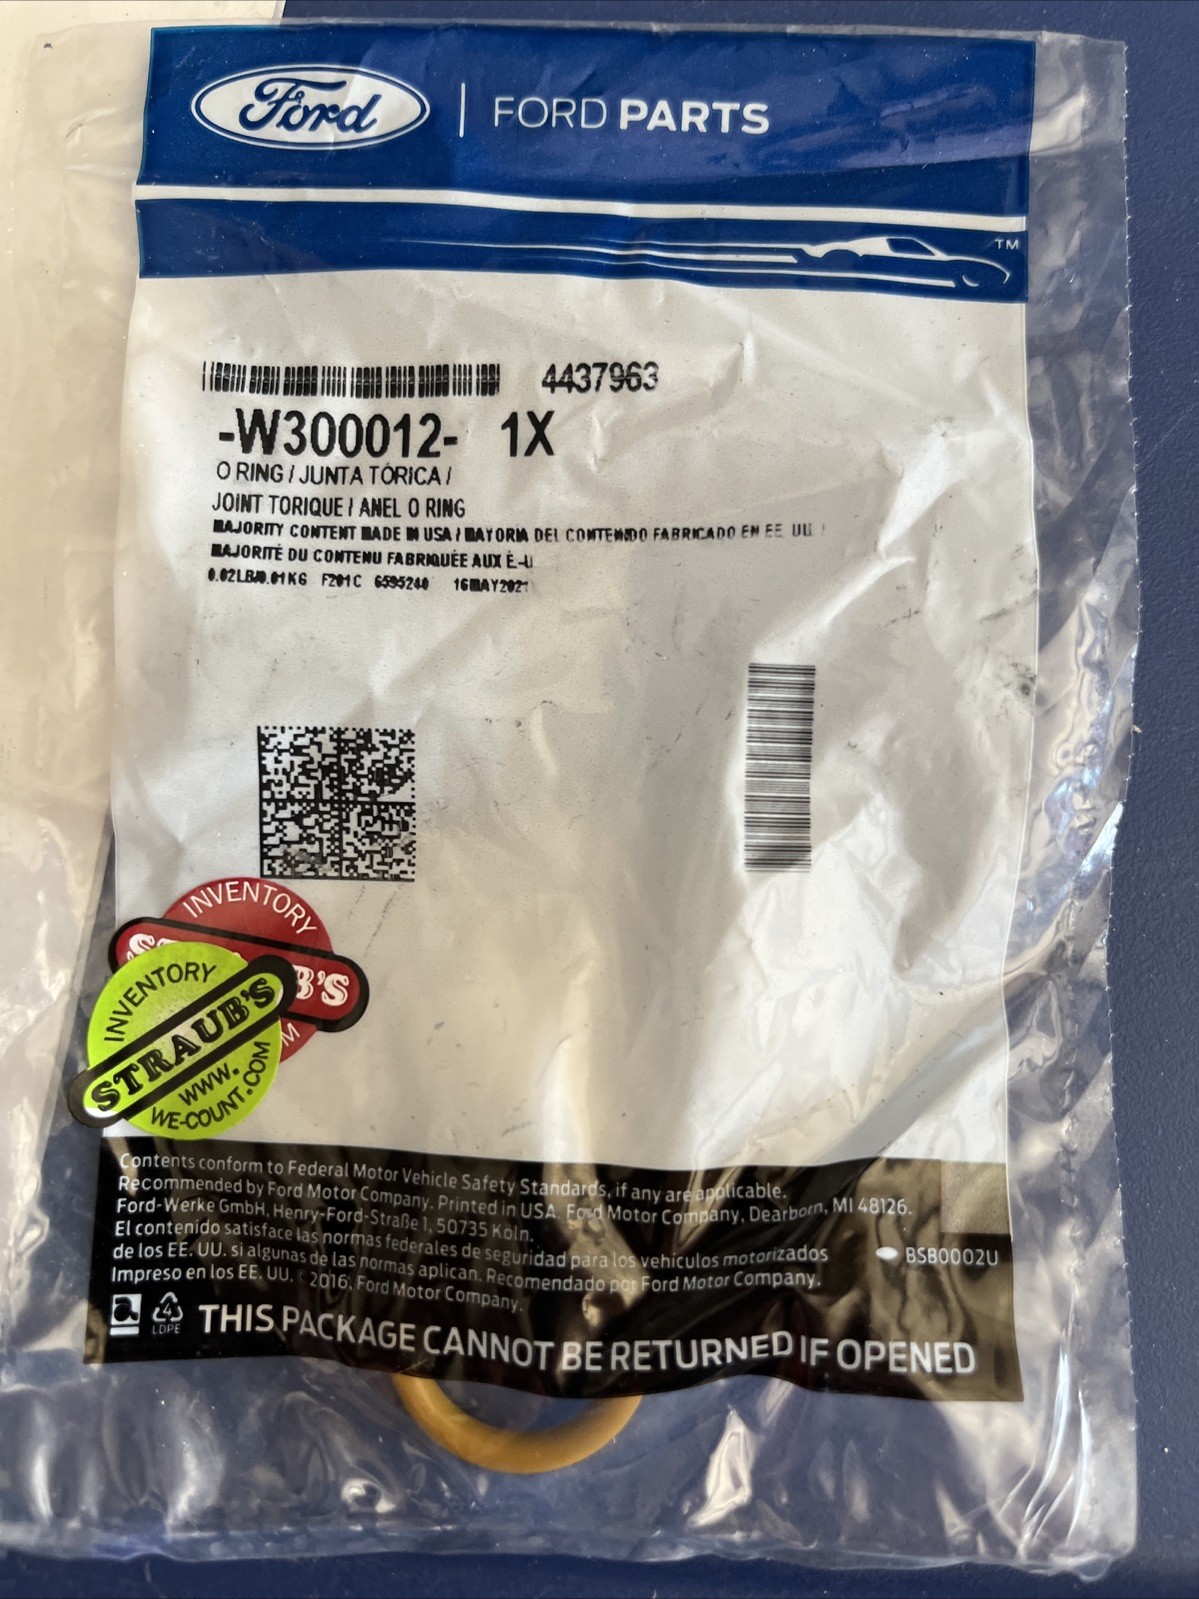 Ford | FORD PARTS
TM
4437963
-W300012- 1X
O RING / JUNTA TÓRICA /
JOINT TORIQUE / ANEL O RING
MAJORITY CONTENT MADE IN USA / MAYORIA DEL CONTENIDO FABRICADO EN EE. UU. /
MAJORITÉ DU CONTENU FABRIQUÉE AUX É.-U
0.02LB/0.01KG F201C 6595240 16MAY2021
INVENTORY
B'S
M
INVENTORY
STRAUB'S
WWW.
WE-COUNT.COM
Contents conform to Federal Motor Vehicle Safety Standards, if any are applicable.
Recommended by Ford Motor Company. Printed in USA. Ford Motor Company, Dearborn, MI 48126.
Ford-Werke GmbH, Henry-Ford-Straße 1, 50735 Köln.
El contenido satisface las normas federales de seguridad para los vehículos motorizados
de los EE. UU. si algunas de las normas aplican. Recomendado por Ford Motor Company.
Impreso en los EE. UU. © 2016, Ford Motor Company.
BSB0002U
4
LDPE
THIS PACKAGE CANNOT BE RETURNED IF OPENED